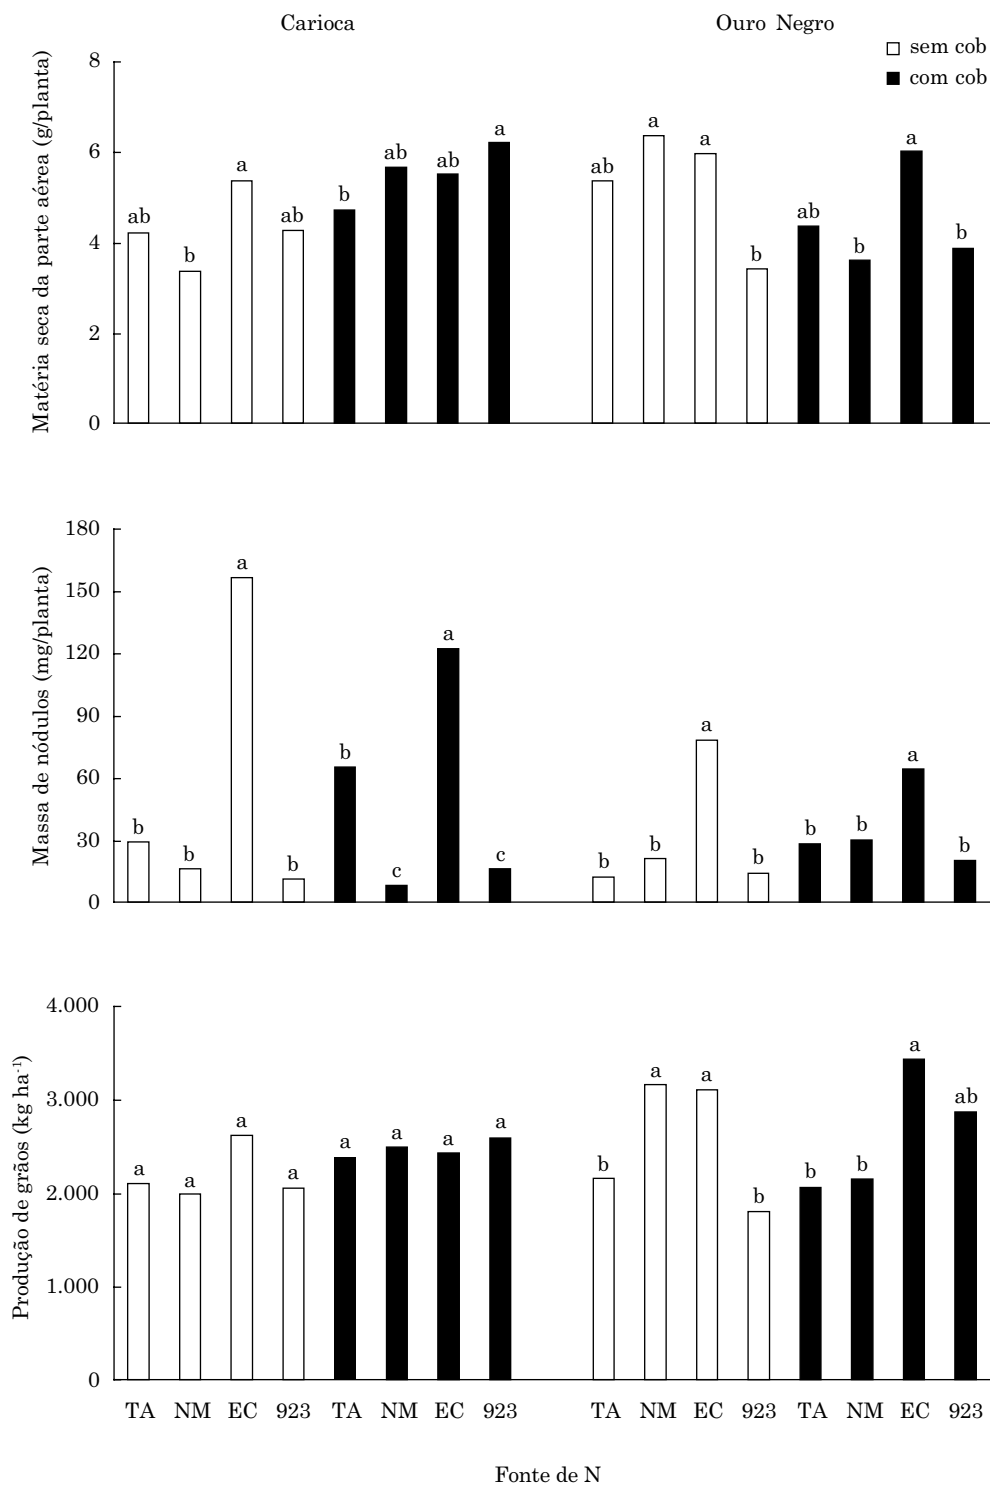 Carioca
Ouro Negro
sem cob
com cob
Matéria seca da parte aérea (g/planta)
8
6
4
2
0
ab
b
a
ab
b
ab
ab
a
ab
a
a
b
ab
b
a
b
Massa de nódulos (mg/planta)
180
150
120
90
60
30
0
b
b
a
b
b
c
a
c
b
b
a
b
b
b
a
b
Produção de grãos (kg ha⁻¹)
4.000
3.000
2.000
1.000
0
a
a
a
a
a
a
a
a
b
a
a
b
b
b
a
ab
TA NM EC 923 TA NM EC 923 TA NM EC 923 TA NM EC 923
Fonte de N